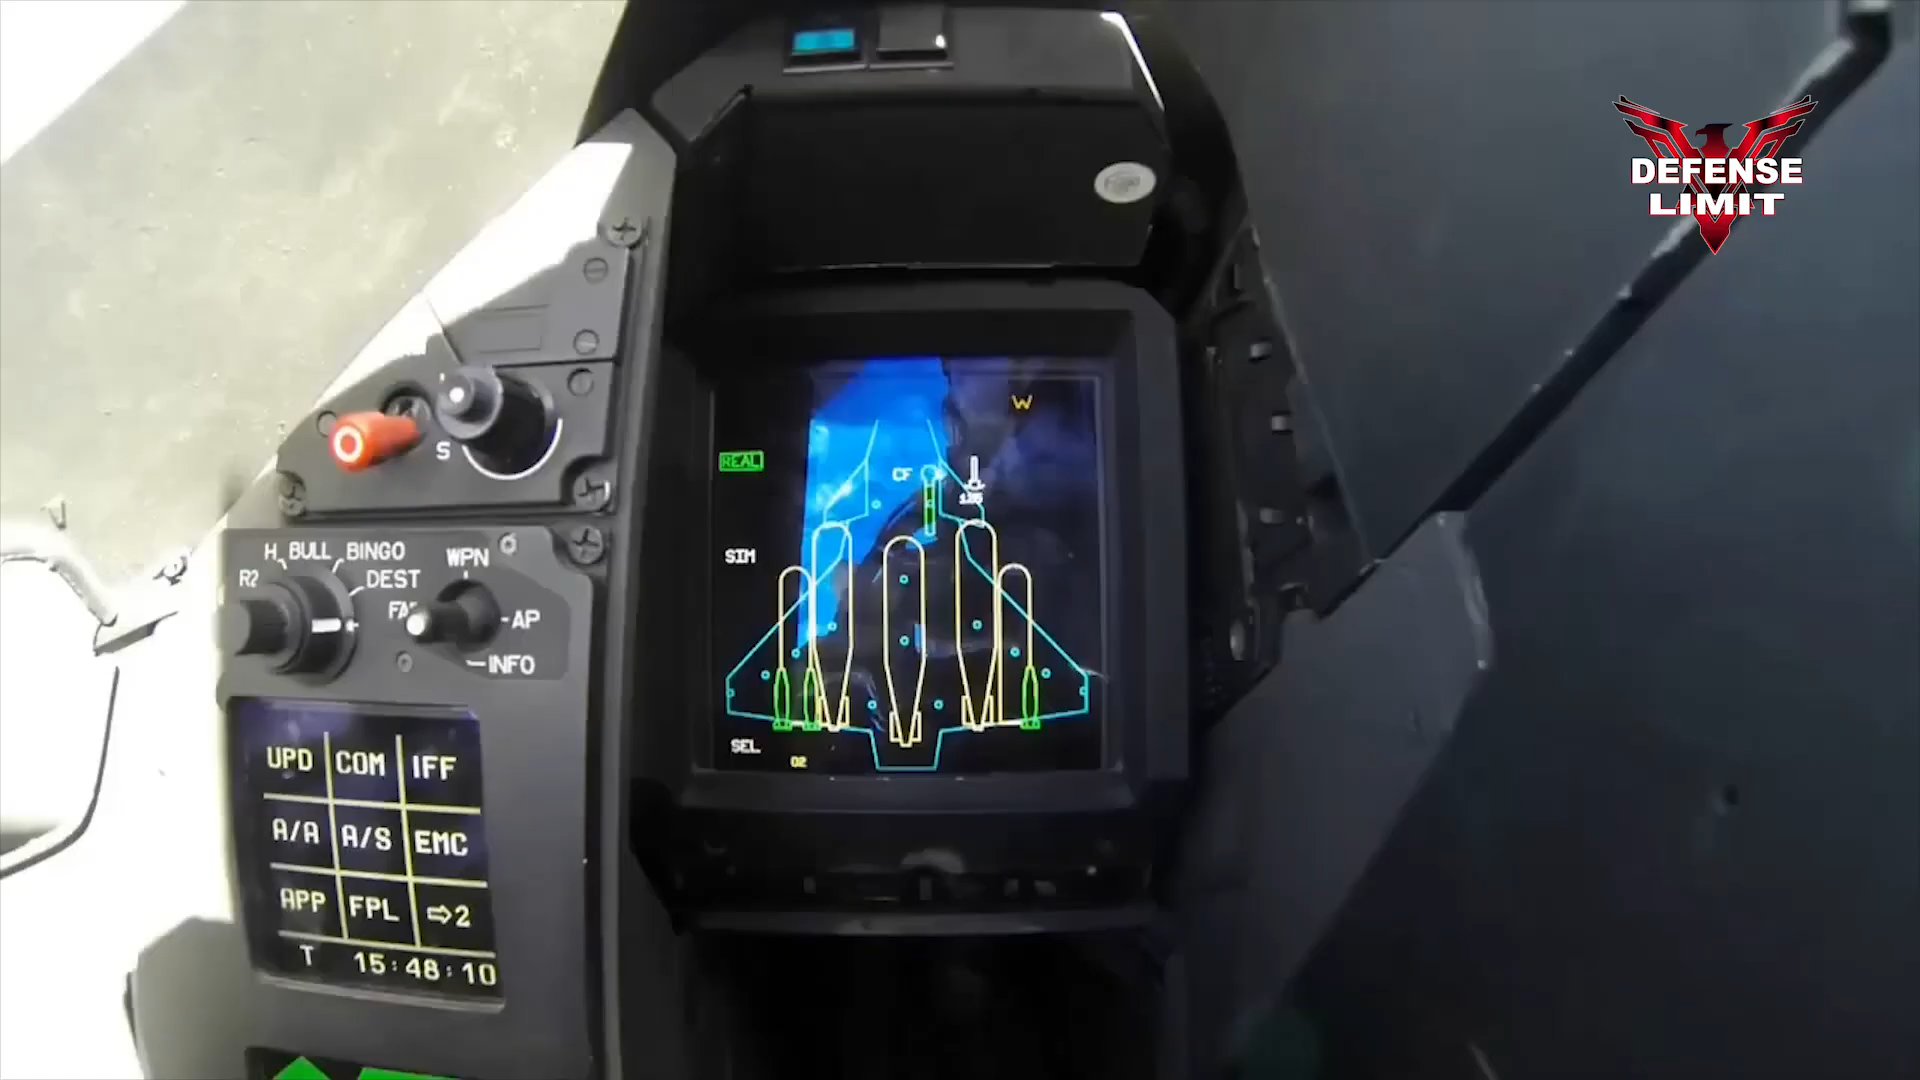 DEFENSE
LIMIT
W
REAL
CF
SIM
SEL
02
S
H BULL BINGO
R2
DEST
WPN
AP
INFO
UPD COM IFF
A/A A/S EMC
APP FPL ⇨2
T 15:48:10